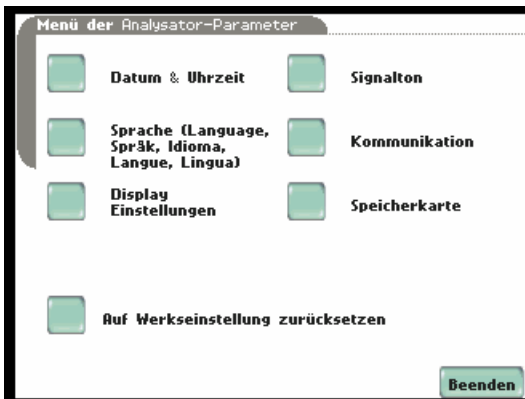 Menü der Analysator-Parameter
Datum & Uhrzeit
Signalton
Sprache (Language,
Språk, Idioma,
Langue, Lingua)
Kommunikation
Display
Einstellungen
Speicherkarte
Auf Werkseinstellung zurücksetzen
Beenden